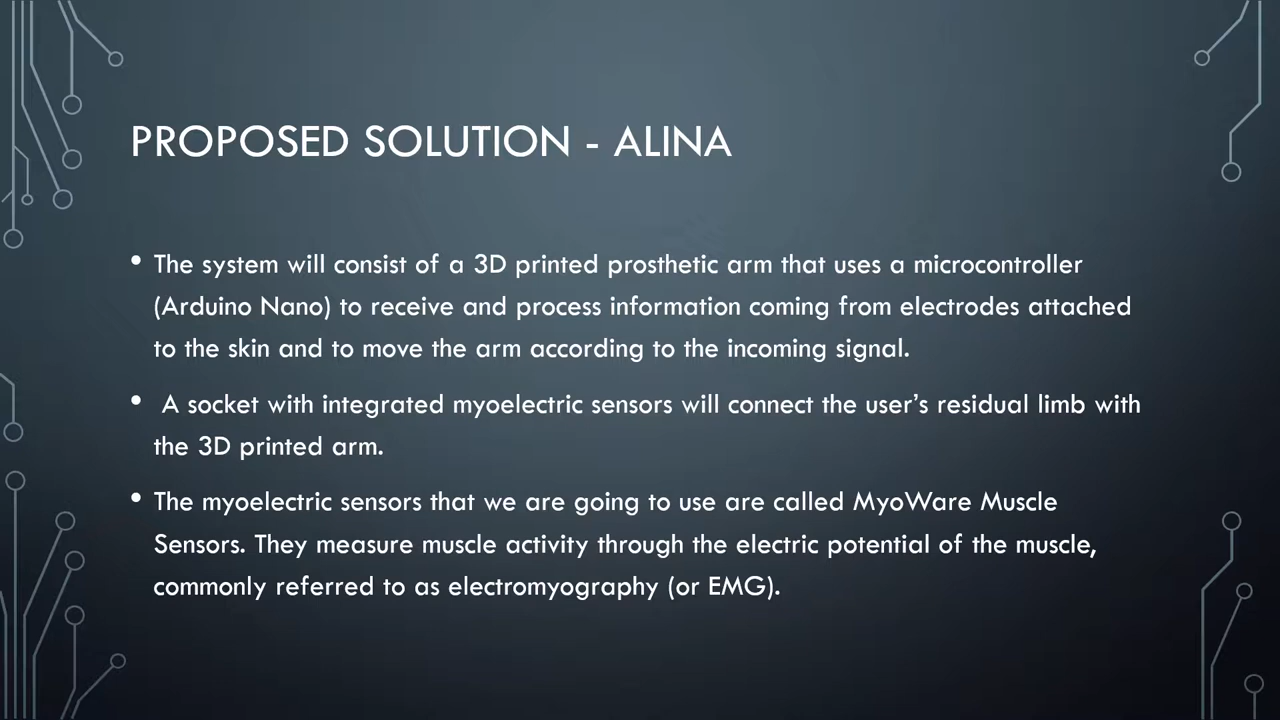 PROPOSED SOLUTION - ALINA
• The system will consist of a 3D printed prosthetic arm that uses a microcontroller
(Arduino Nano) to receive and process information coming from electrodes attached
to the skin and to move the arm according to the incoming signal.
• A socket with integrated myoelectric sensors will connect the user’s residual limb with
the 3D printed arm.
• The myoelectric sensors that we are going to use are called MyoWare Muscle
Sensors. They measure muscle activity through the electric potential of the muscle,
commonly referred to as electromyography (or EMG).